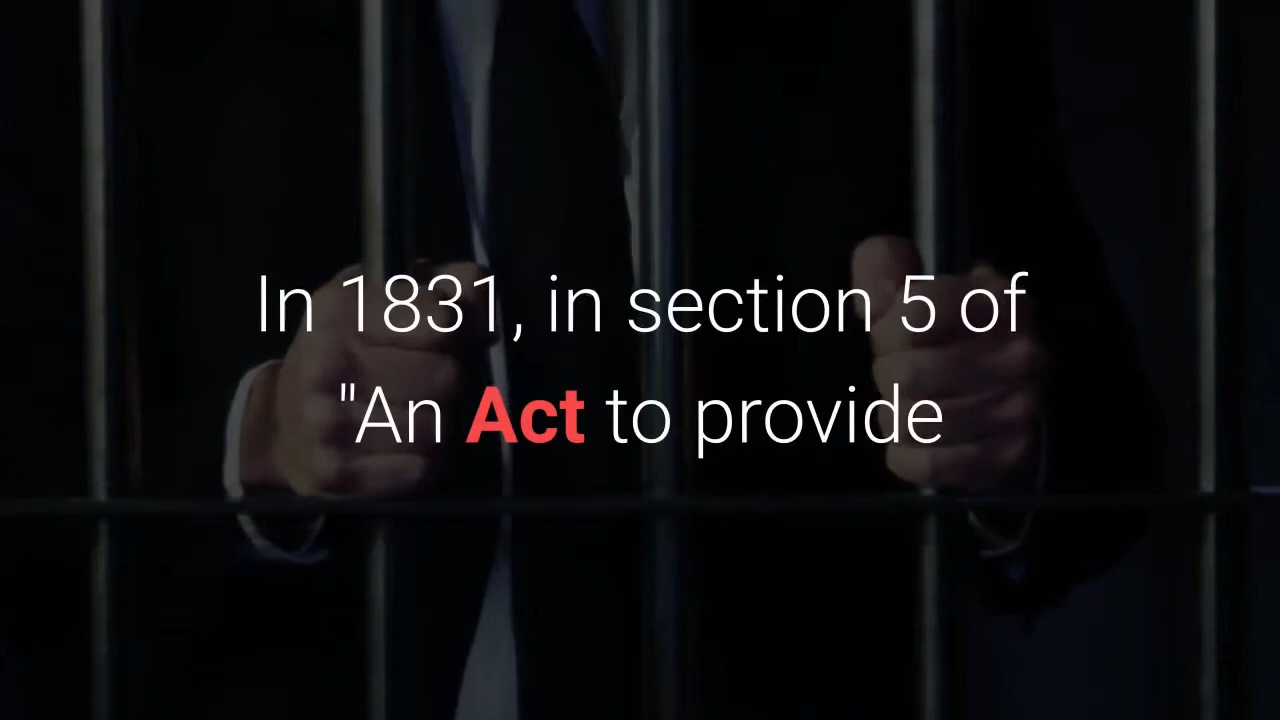 In 1831, in section 5 of
"An Act to provide